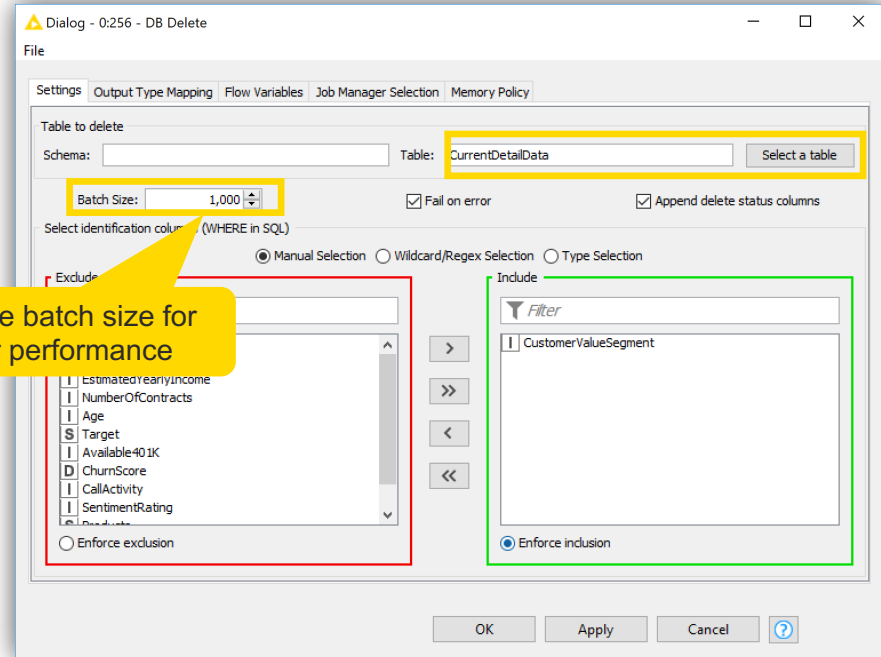 Dialog - 0:256 - DB Delete
File
Settings Output Type Mapping Flow Variables Job Manager Selection Memory Policy
Table to delete
Schema: Table: CurrentDetailData Select a table
Batch Size: 1,000 Fail on error Append delete status columns
Select identification (WHERE in SQL)
Manual Selection Wildcard/Regex Selection Type Selection
Exclude Include
Filter
batch size for
performance
CustomerValueSegment
EstimatedYearlyIncome
NumberOfContracts
Age
S Target
Available401K
D ChurnScore
CallActivity
SentimentRating
Enforce exclusion Enforce inclusion
OK Apply Cancel ?